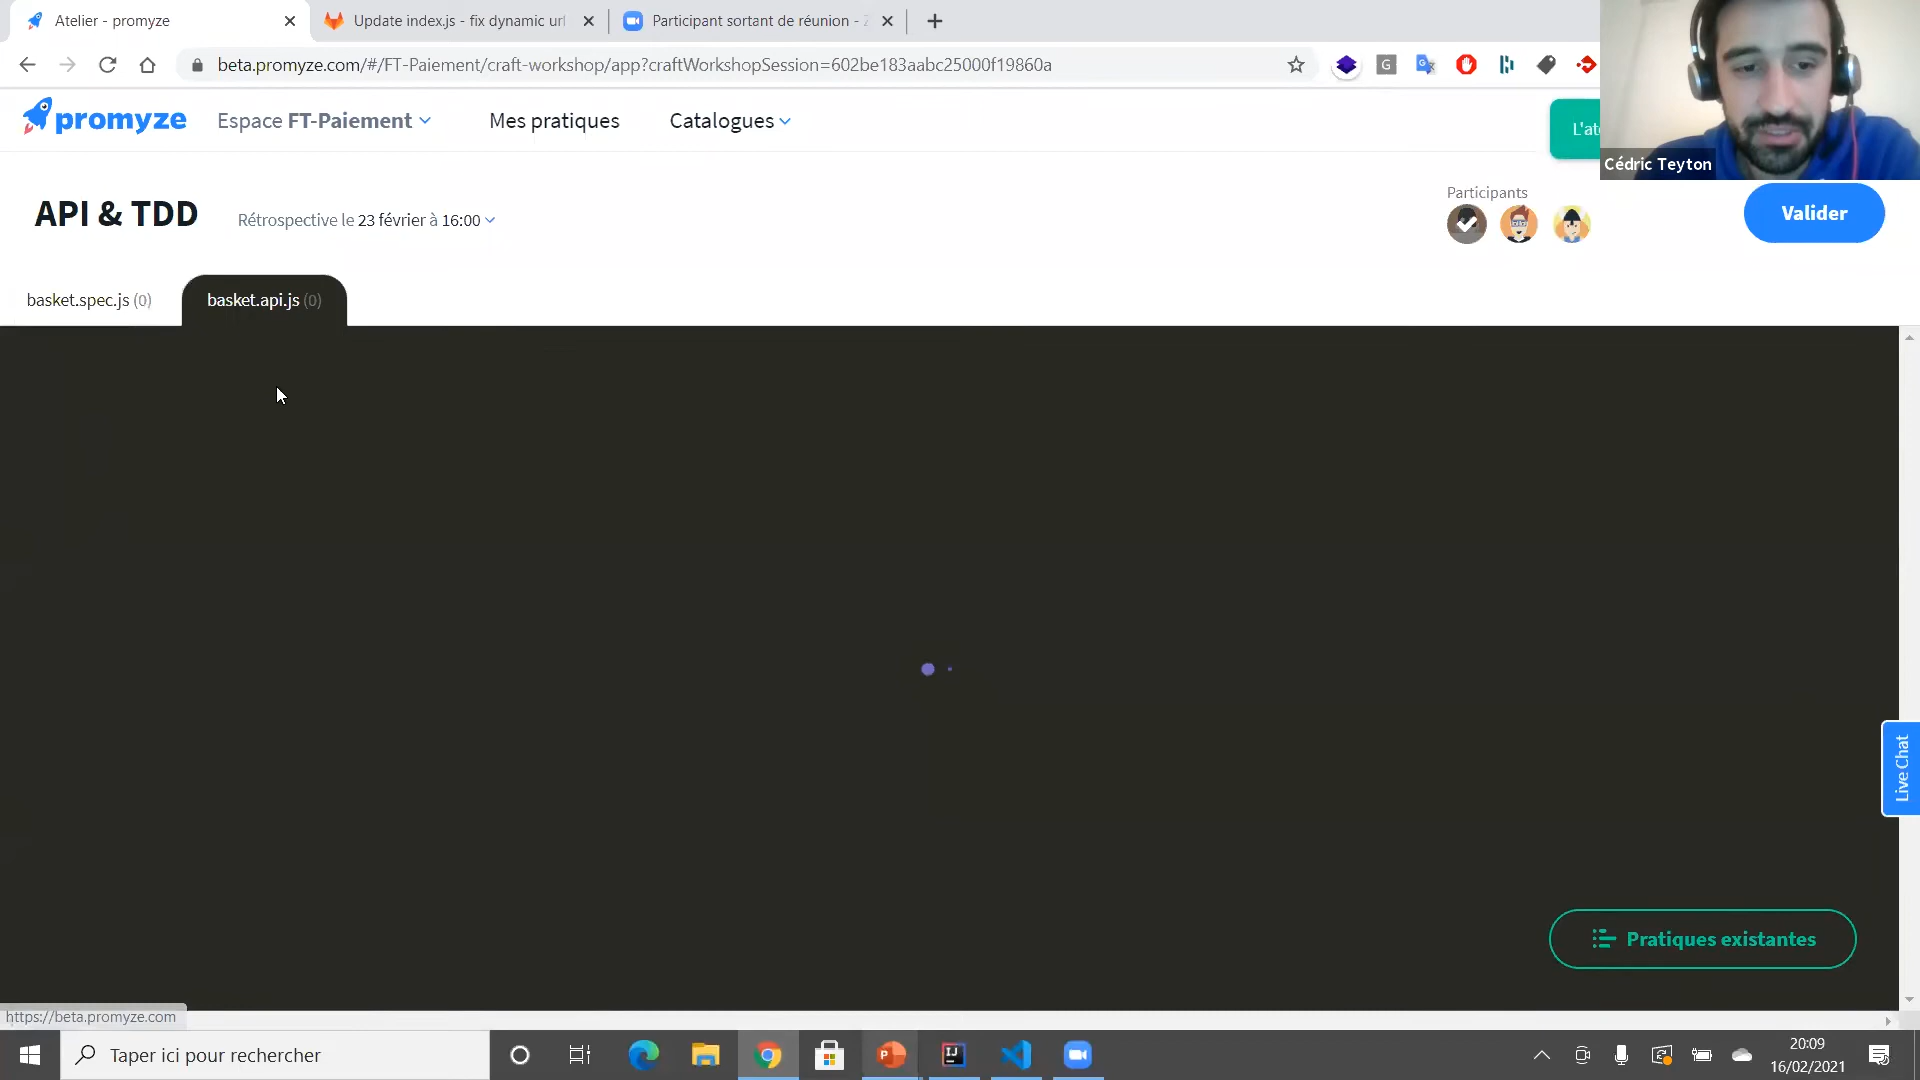 Atelier - promyze
Update index.js - fix dynamic url
Participant sortant de réunion -
beta.promyze.com/#/FT-Paiement/craft-workshop/app?craftWorkshopSession=602be183aabc25000f19860a
promyze
Espace FT-Paiement
Mes pratiques
Catalogues
L'ate
Cédric Teyton
API & TDD
Rétrospective le 23 février à 16:00
Participants
Valider
basket.spec.js (0)
basket.api.js (0)
Live Chat
Pratiques existantes
https://beta.promyze.com
Taper ici pour rechercher
20:09
16/02/2021